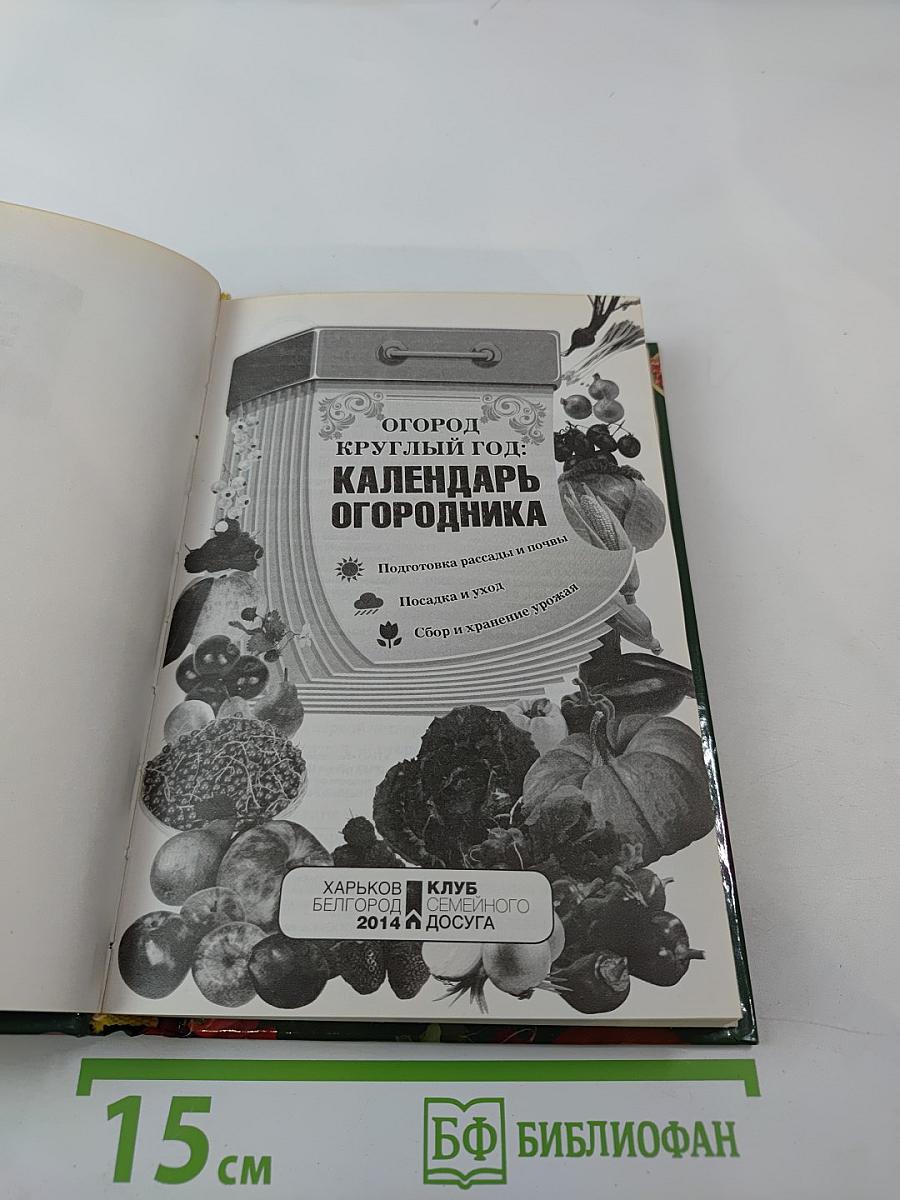 ОГОРОД
КРУГЛЫЙ ГОД:
КАЛЕНДАРЬ
ОГОРОДНИКА
Подготовка рассады и почвы
Посадка и уход
Сбор и хранение урожая
ХАРЬКОВ
БЕЛГОРОД
2014
КЛУБ
СЕМЕЙНОГО
ДОСУГА
15 см
БФ БИБЛИОФАН